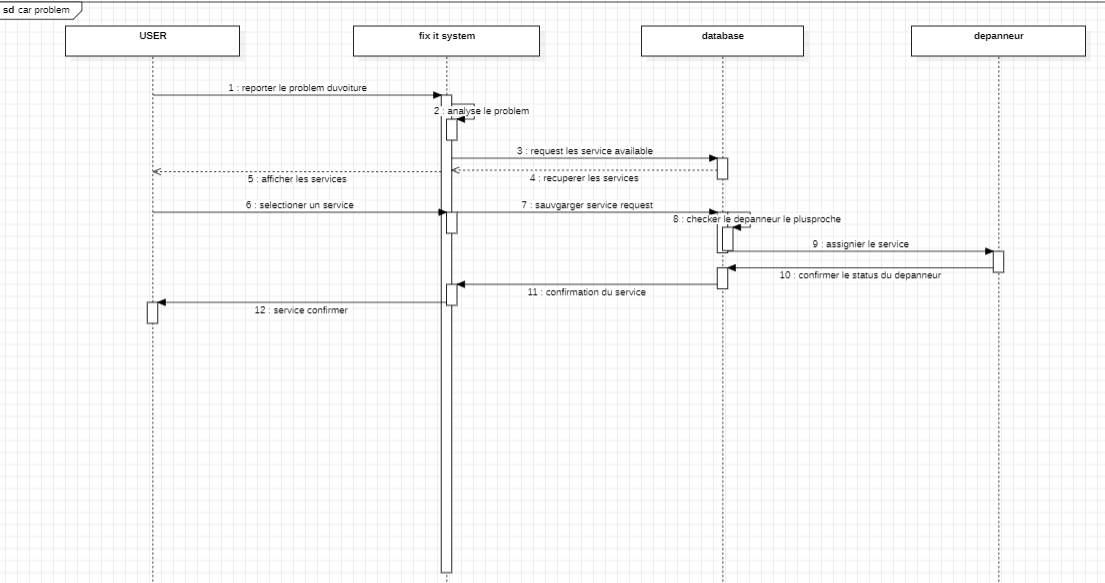 sd car problem
USER
fix it system
database
depanneur
1 : reporter le problem duvoiture
2 : analyse le problem
3 : request les service available
4 : recuperer les services
5 : afficher les services
6 : selectioner un service
7 : sauvgarger service request
8 : checker le depanneur le plusproche
9 : assignier le service
10 : confirmer le status du depanneur
11 : confirmation du service
12 : service confirmer